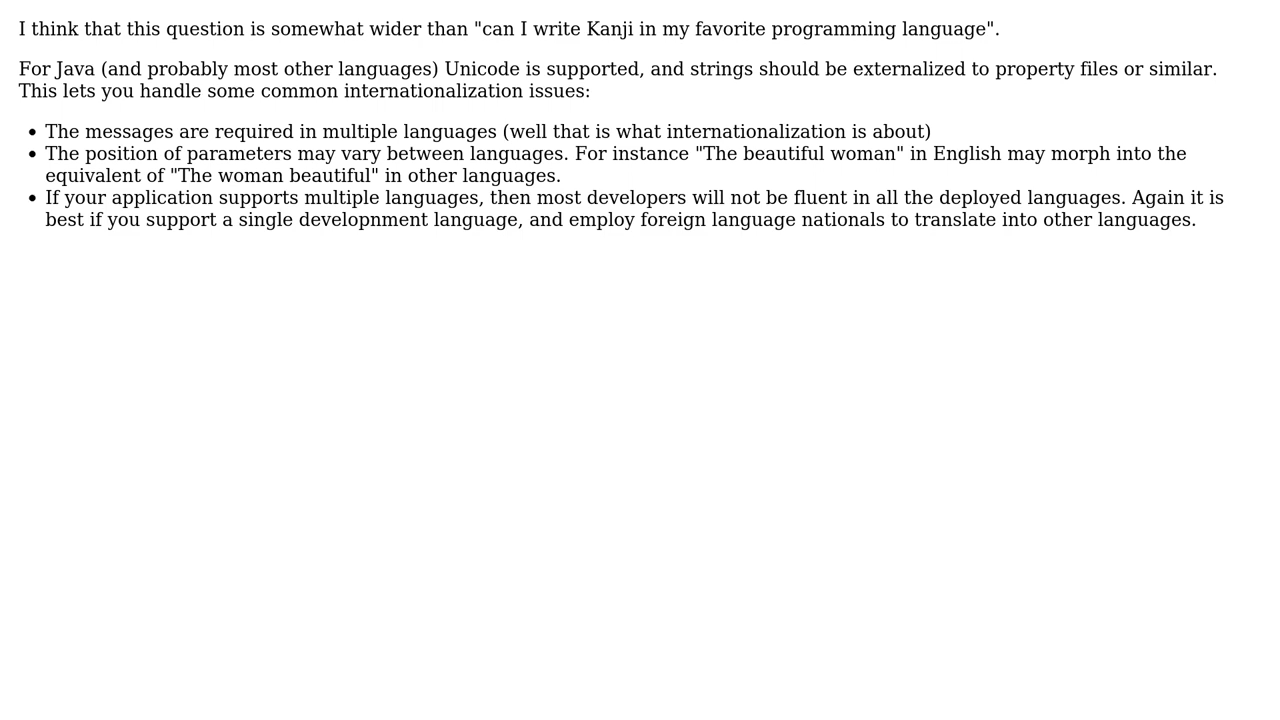 I think that this question is somewhat wider than "can I write Kanji in my favorite programming language".
For Java (and probably most other languages) Unicode is supported, and strings should be externalized to property files or similar.
This lets you handle some common internationalization issues:
• The messages are required in multiple languages (well that is what internationalization is about)
• The position of parameters may vary between languages. For instance "The beautiful woman" in English may morph into the
equivalent of "The woman beautiful" in other languages.
• If your application supports multiple languages, then most developers will not be fluent in all the deployed languages. Again it is
best if you support a single developnment language, and employ foreign language nationals to translate into other languages.